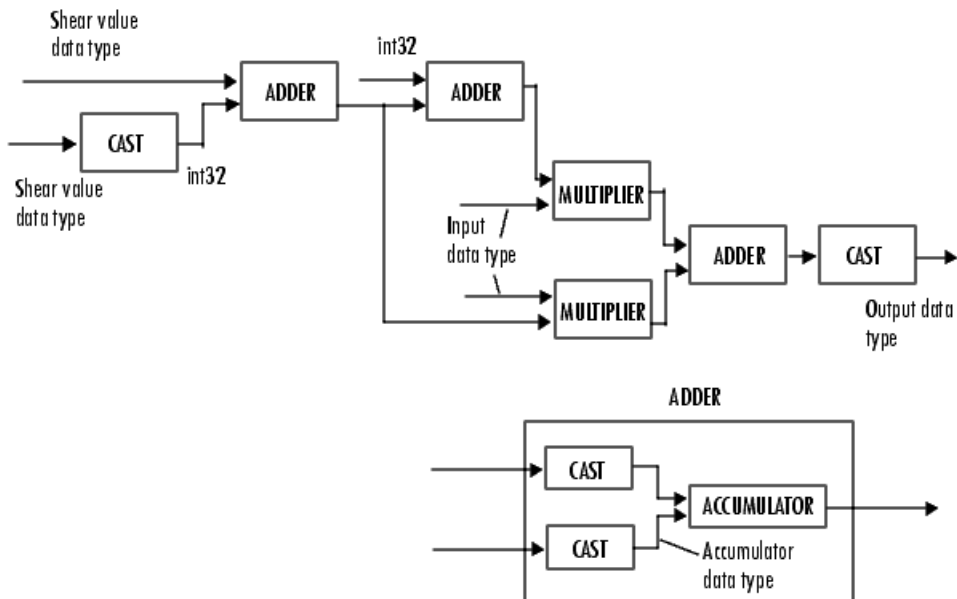 Shear value
data type
ADDER
int32
ADDER
CAST
int32
Shear value
data type
MULTIPLIER
Input
data type
ADDER
CAST
MULTIPLIER
Output data
type
ADDER
CAST
ACCUMULATOR
CAST
Accumulator
data type